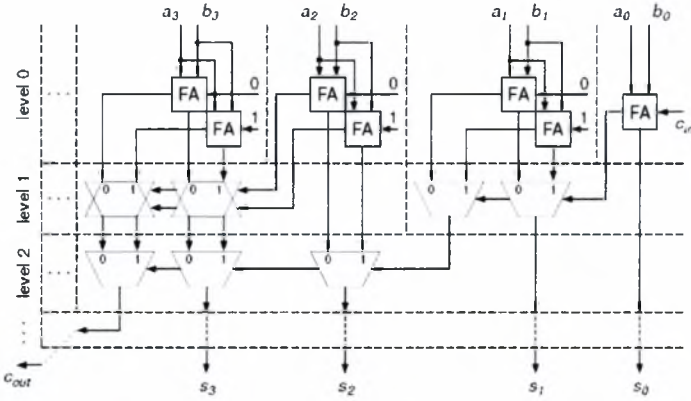 a3 b3 a2 b2 a1 b1 a0 b0
level 0
FA 0 FA 0 FA 0 FA
FA 1 FA 1 FA 1
level 1
0 1 0 1 0 1 0 1
level 2
0 1 0 1 0 1
cout s3 s2 s1 s0